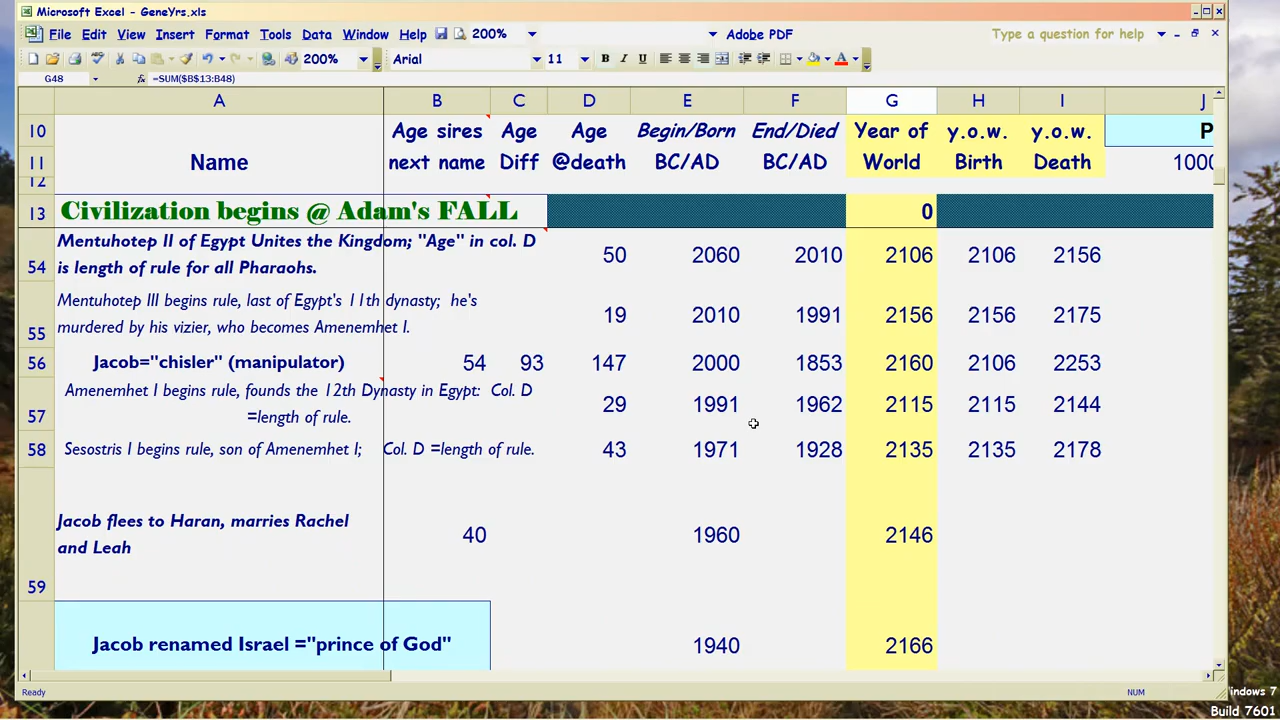 Microsoft Excel - GeneYrs.xls
File Edit View Insert Format Tools Data Window Help 200% Adobe PDF Type a question for help
200% Arial 11 B I U
G48 fx =SUM($B$13:B48)
A B C D E F G H I J
10 Age sires Age Age Begin/Born End/Died Year of y.o.w. y.o.w. P
11 Name next name Diff @death BC/AD BC/AD World Birth Death 1000
12
13 Civilization begins @ Adam's FALL 0
Mentuhotep II of Egypt Unites the Kingdom; "Age" in col. D
54 is length of rule for all Pharaohs. 50 2060 2010 2106 2106 2156
Mentuhotep III begins rule, last of Egypt's 11th dynasty; he's
55 murdered by his vizier, who becomes Amenemhet I. 19 2010 1991 2156 2156 2175
56 Jacob="chisler" (manipulator) 54 93 147 2000 1853 2160 2106 2253
Amenemhet I begins rule, founds the 12th Dynasty in Egypt: Col. D
57 =length of rule. 29 1991 1962 2115 2115 2144
58 Sesostris I begins rule, son of Amenemhet I; Col. D =length of rule. 43 1971 1928 2135 2135 2178
Jacob flees to Haran, marries Rachel
and Leah 40 1960 2146
59
Jacob renamed Israel ="prince of God" 1940 2166
Ready NUM
indows 7
Build 7601